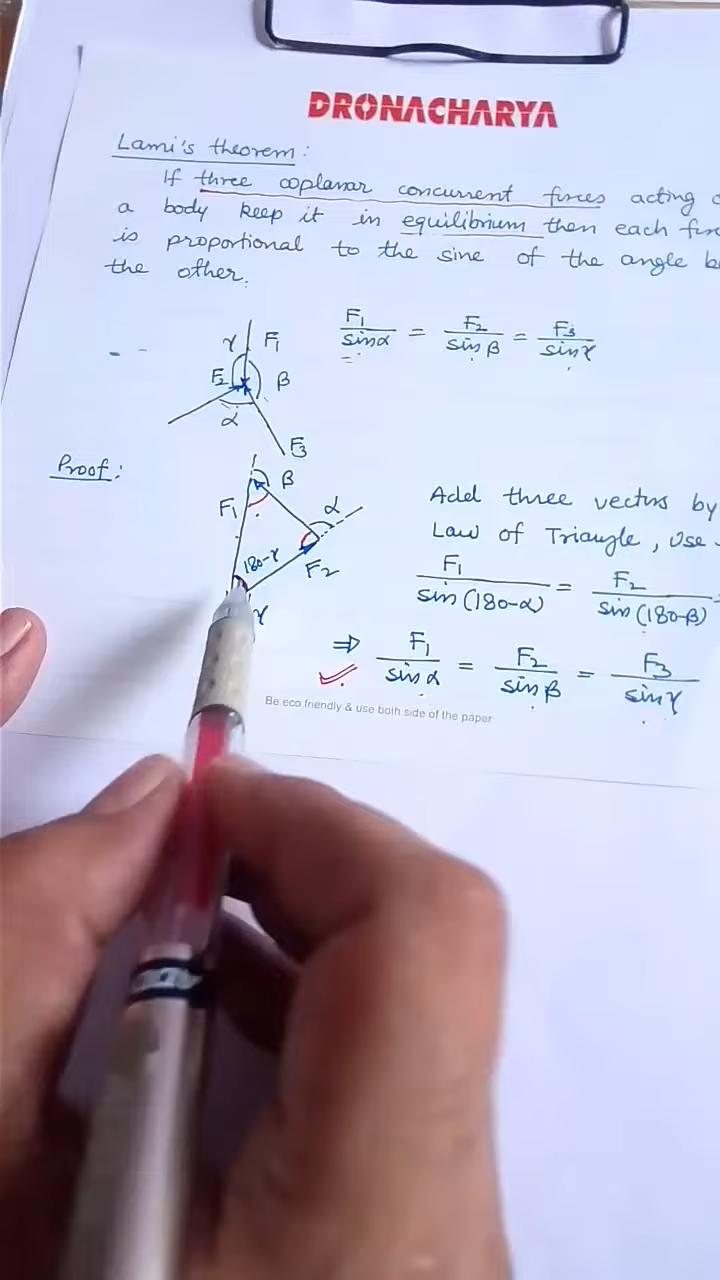 DRONACHARYA
Lami's theorem:
If three coplanar concurrent forces acting
a body keep it in equilibrium then each
is proportional to the sine of the angle
the other.
F₁/sinα = F₂/sinβ = F₃/sinγ
γ F₁
F₂ β
α
F₃
Proof:
β
F₁ α
180-γ F₂
γ
Add three vectors by
Law of Triangle, Use
F₁/sin(180-α) = F₂/sin(180-β)
⇒ F₁/sinα = F₂/sinβ = F₃/sinγ
Be eco friendly & use both side of the paper